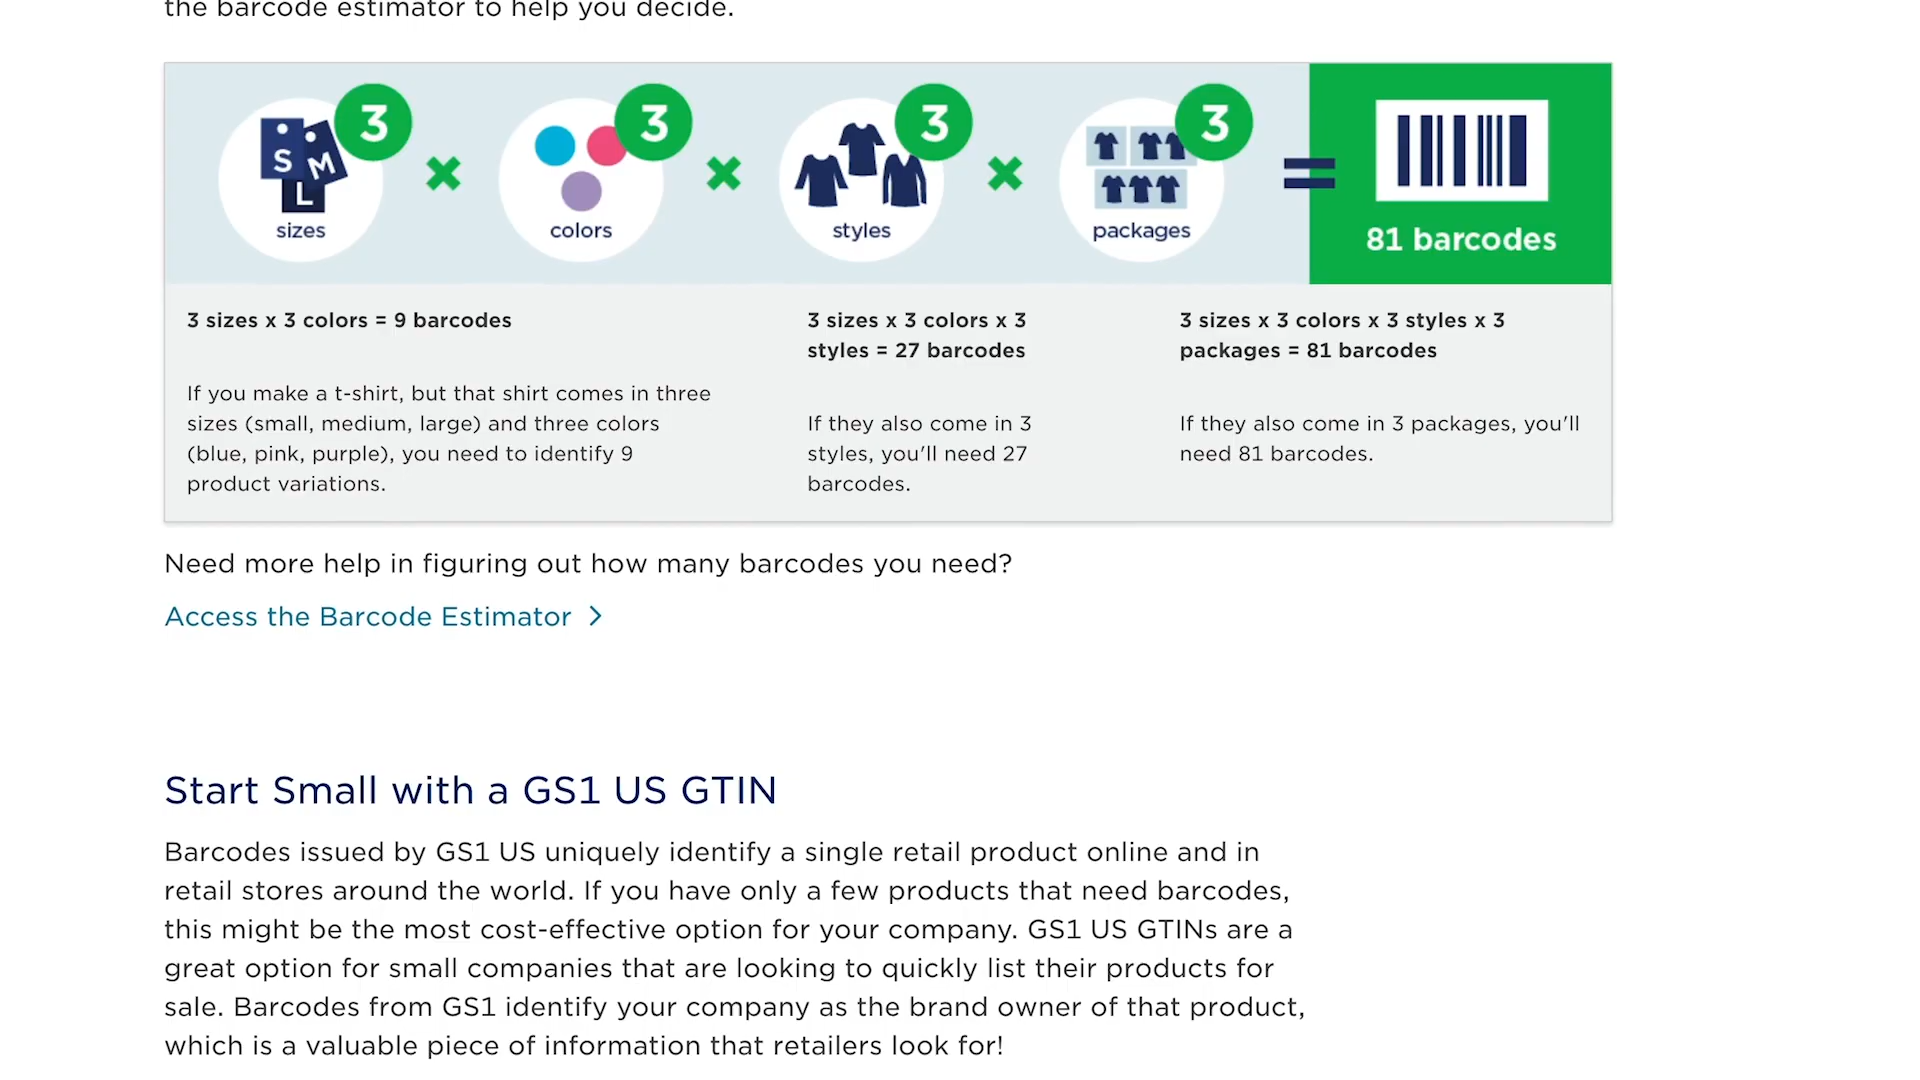 the barcode estimator to help you decide.
3 3 3 3
S M L
sizes colors styles packages
81 barcodes
3 sizes x 3 colors = 9 barcodes
If you make a t-shirt, but that shirt comes in three
sizes (small, medium, large) and three colors
(blue, pink, purple), you need to identify 9
product variations.
3 sizes x 3 colors x 3
styles = 27 barcodes
If they also come in 3
styles, you'll need 27
barcodes.
3 sizes x 3 colors x 3 styles x 3
packages = 81 barcodes
If they also come in 3 packages, you'll
need 81 barcodes.
Need more help in figuring out how many barcodes you need?
Access the Barcode Estimator
Start Small with a GS1 US GTIN
Barcodes issued by GS1 US uniquely identify a single retail product online and in
retail stores around the world. If you have only a few products that need barcodes,
this might be the most cost-effective option for your company. GS1 US GTINs are a
great option for small companies that are looking to quickly list their products for
sale. Barcodes from GS1 identify your company as the brand owner of that product,
which is a valuable piece of information that retailers look for!